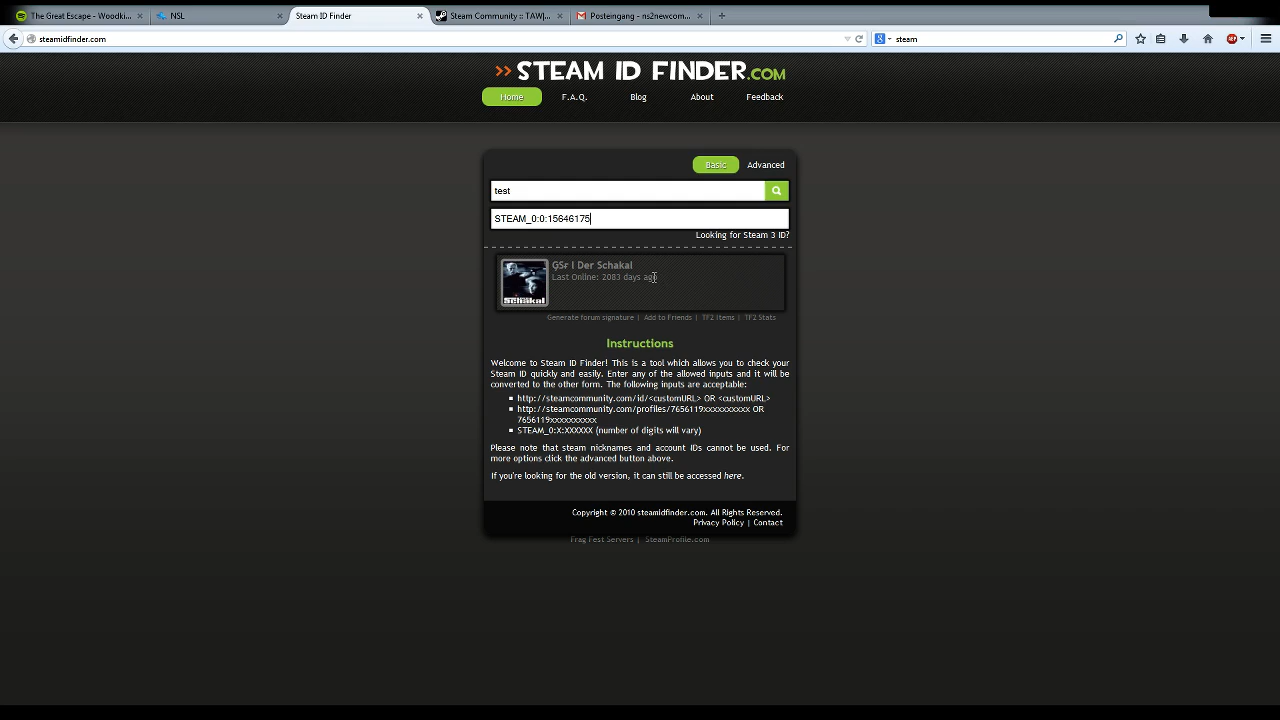 The Great Escape - Woodki...
NSL
Steam ID Finder
Steam Community :: TAW|...
Posteingang - ns2newcom...
steamidfinder.com
steam
>> STEAM ID FINDER.COM
Home
F.A.Q.
Blog
About
Feedback
Basic
Advanced
test
STEAM_0:0:15646175
Looking for Steam 3 ID?
GSr l Der Schakal
Last Online: 2083 days ago
Schakal
Generate forum signature | Add to Friends | TF2 Items | TF2 Stats
Instructions
Welcome to Steam ID Finder! This is a tool which allows you to check your
Steam ID quickly and easily. Enter any of the allowed inputs and it will be
converted to the other form. The following inputs are acceptable:
http://steamcommunity.com/id/<customURL> OR <customURL>
http://steamcommunity.com/profiles/7656119xxxxxxxxxx OR
7656119xxxxxxxxxx
STEAM_0:X:XXXXXX (number of digits will vary)
Please note that steam nicknames and account IDs cannot be used. For
more options click the advanced button above.
If you're looking for the old version, it can still be accessed here.
Copyright © 2010 steamidfinder.com. All Rights Reserved.
Privacy Policy | Contact
Frag Fest Servers | SteamProfile.com